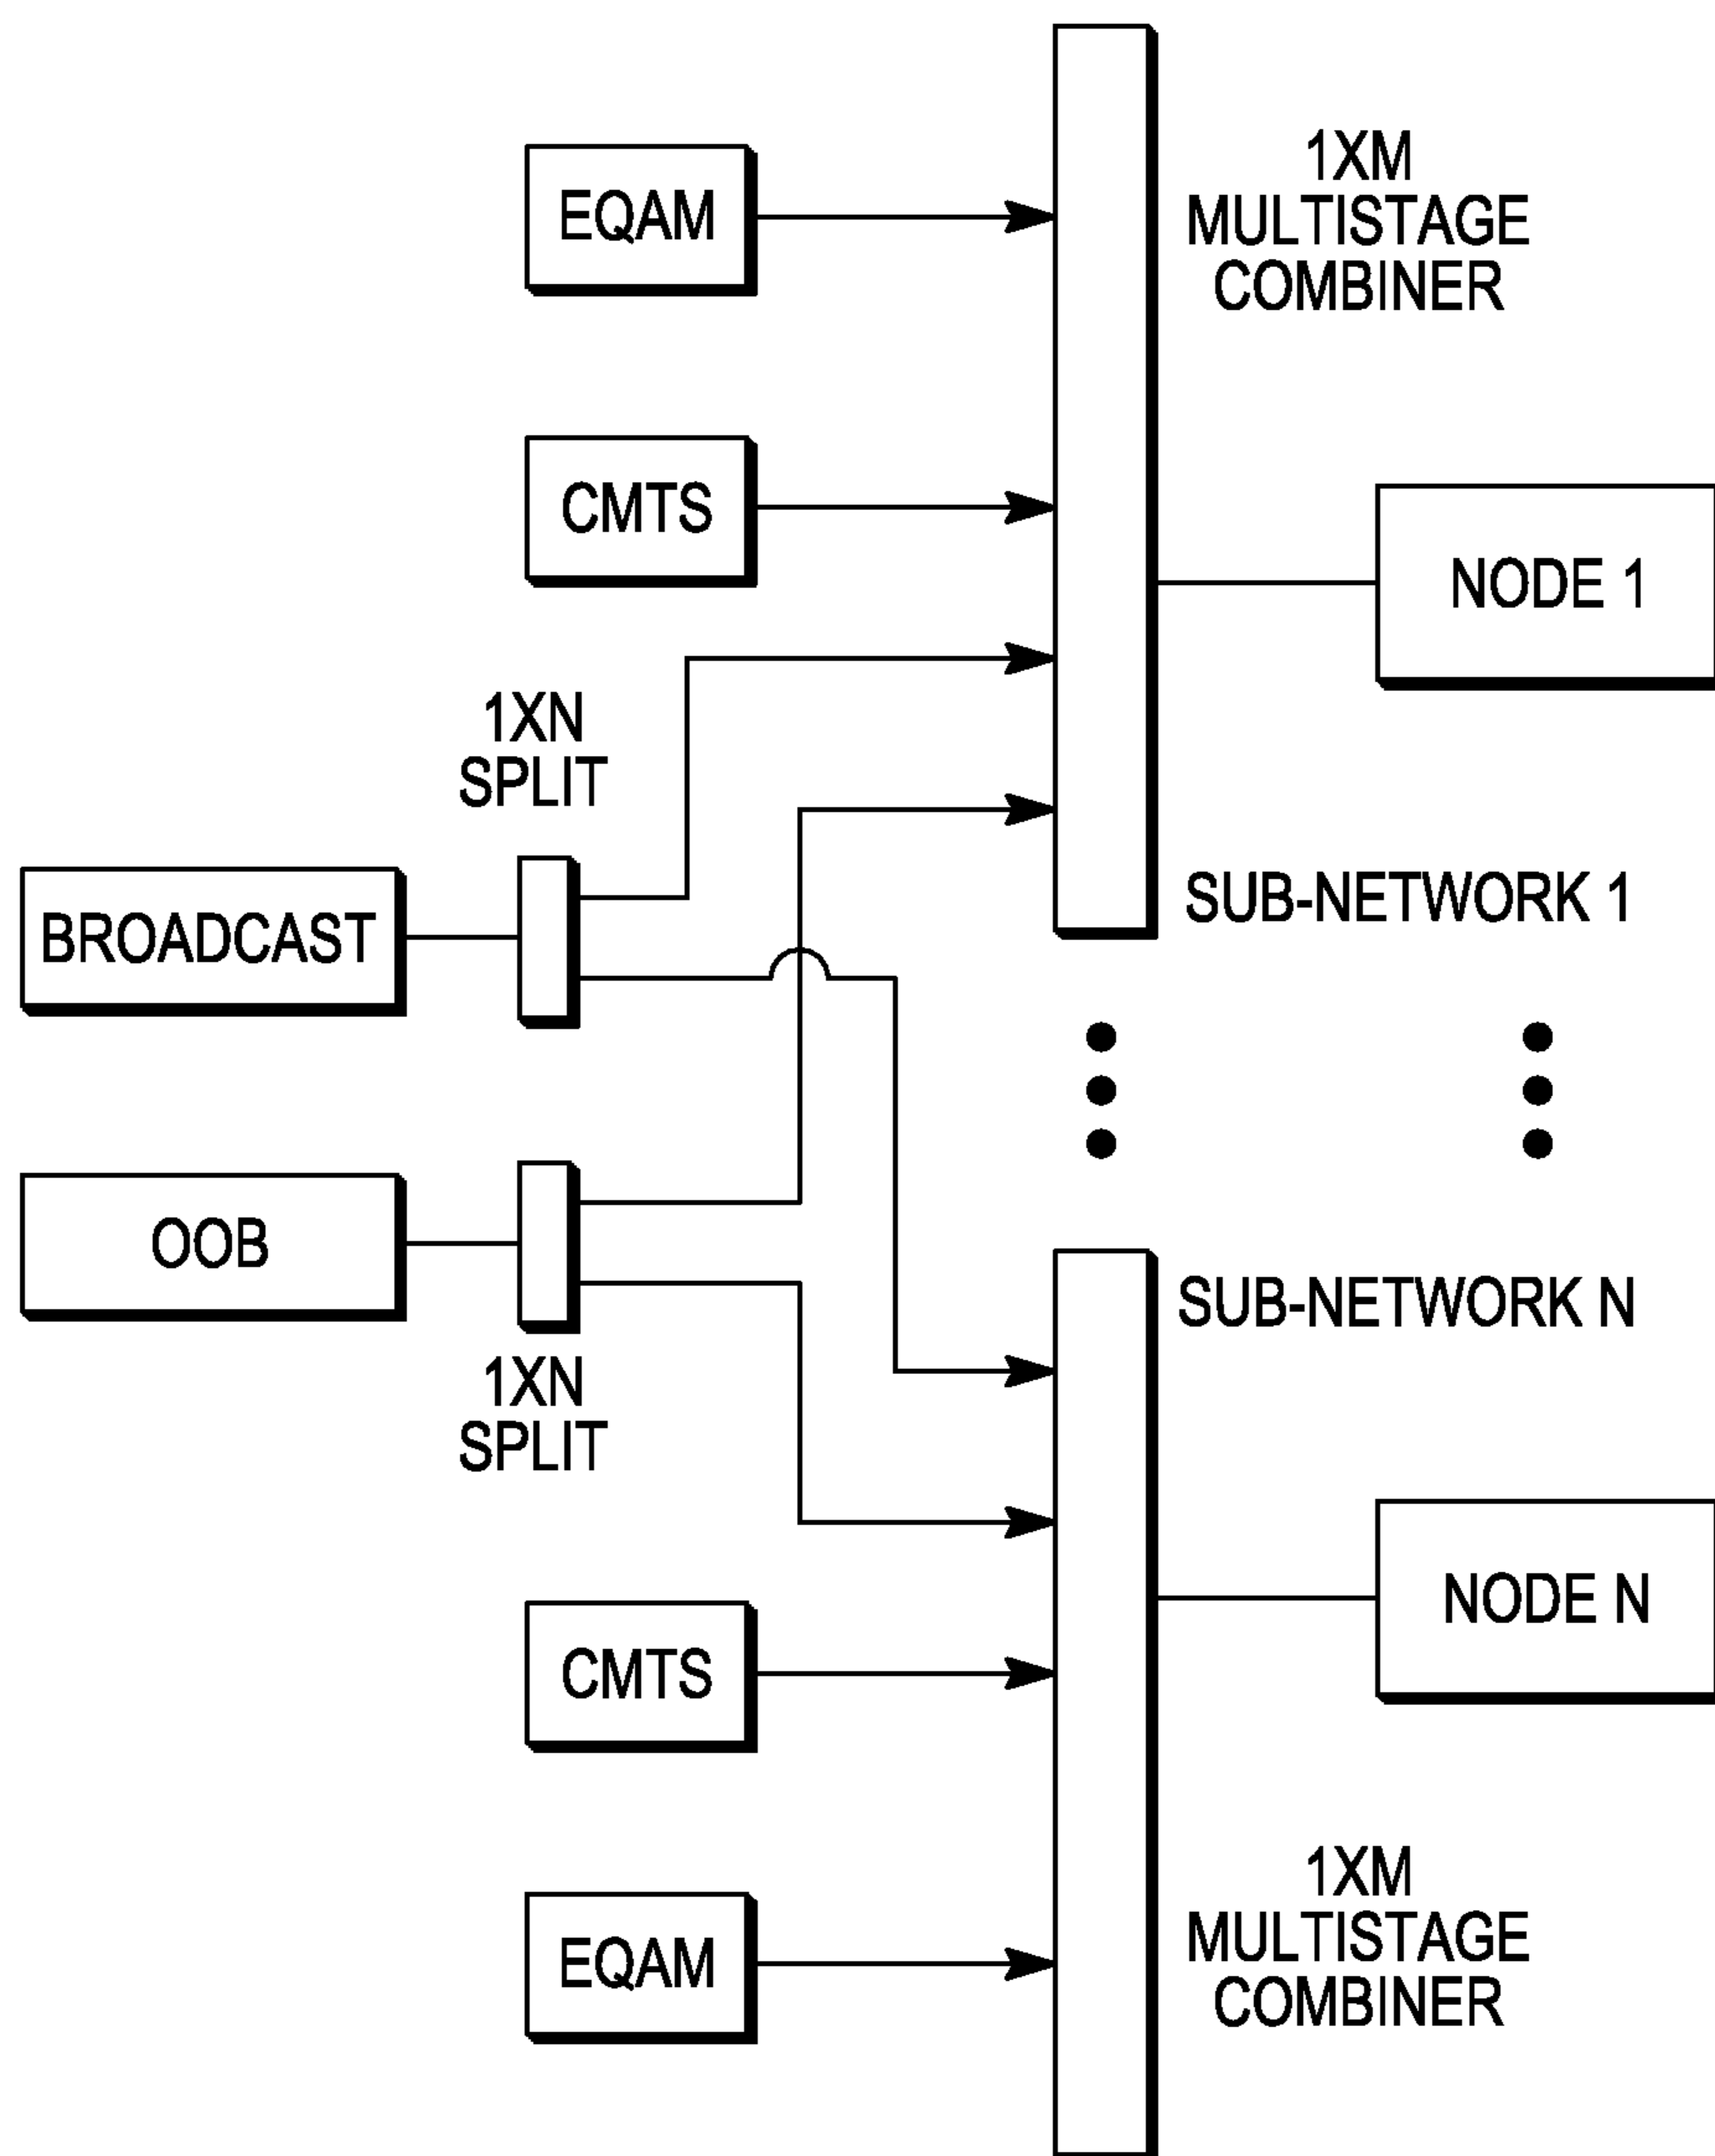 EQAM
1XM
MULTISTAGE
COMBINER
CMTS
NODE 1
1XN
SPLIT
BROADCAST
SUB-NETWORK 1
OOB
SUB-NETWORK N
1XN
SPLIT
NODE N
CMTS
EQAM
1XM
MULTISTAGE
COMBINER